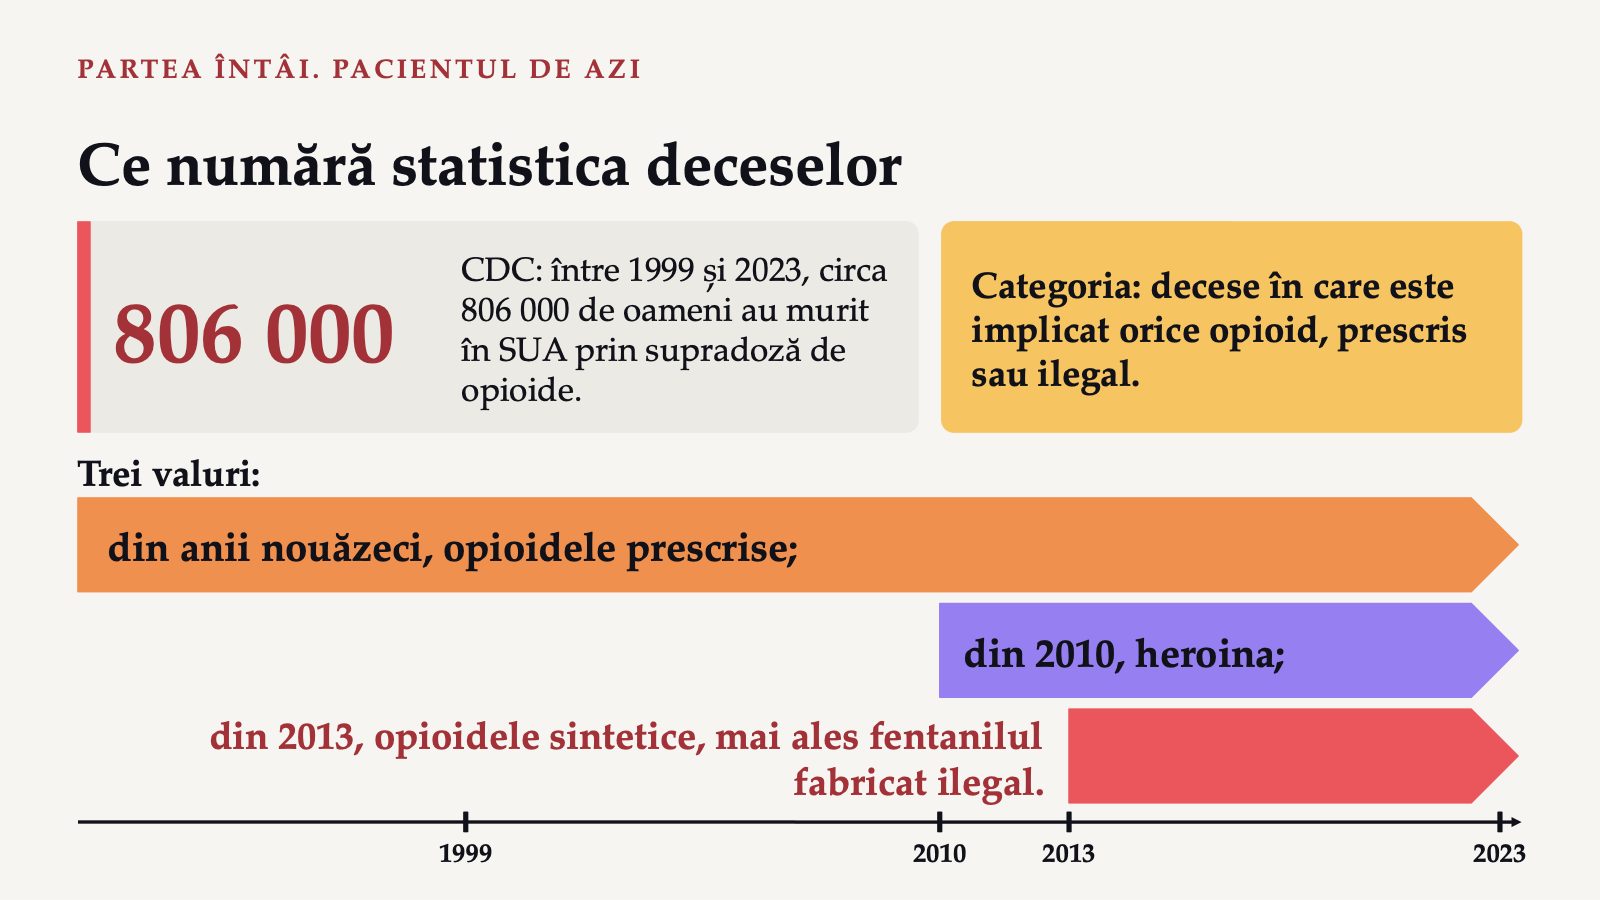 PARTEA ÎNTÂI. PACIENTUL DE AZI
Ce numără statistica deceselor
806 000
CDC: între 1999 și 2023, circa
806 000 de oameni au murit
în SUA prin supradoză de
opioide.
Categoria: decese în care este
implicat orice opioid, prescris
sau ilegal.
Trei valuri:
din anii nouăzeci, opioidele prescrise;
din 2010, heroina;
din 2013, opioidele sintetice, mai ales fentanilul
fabricat ilegal.
1999
2010
2013
2023